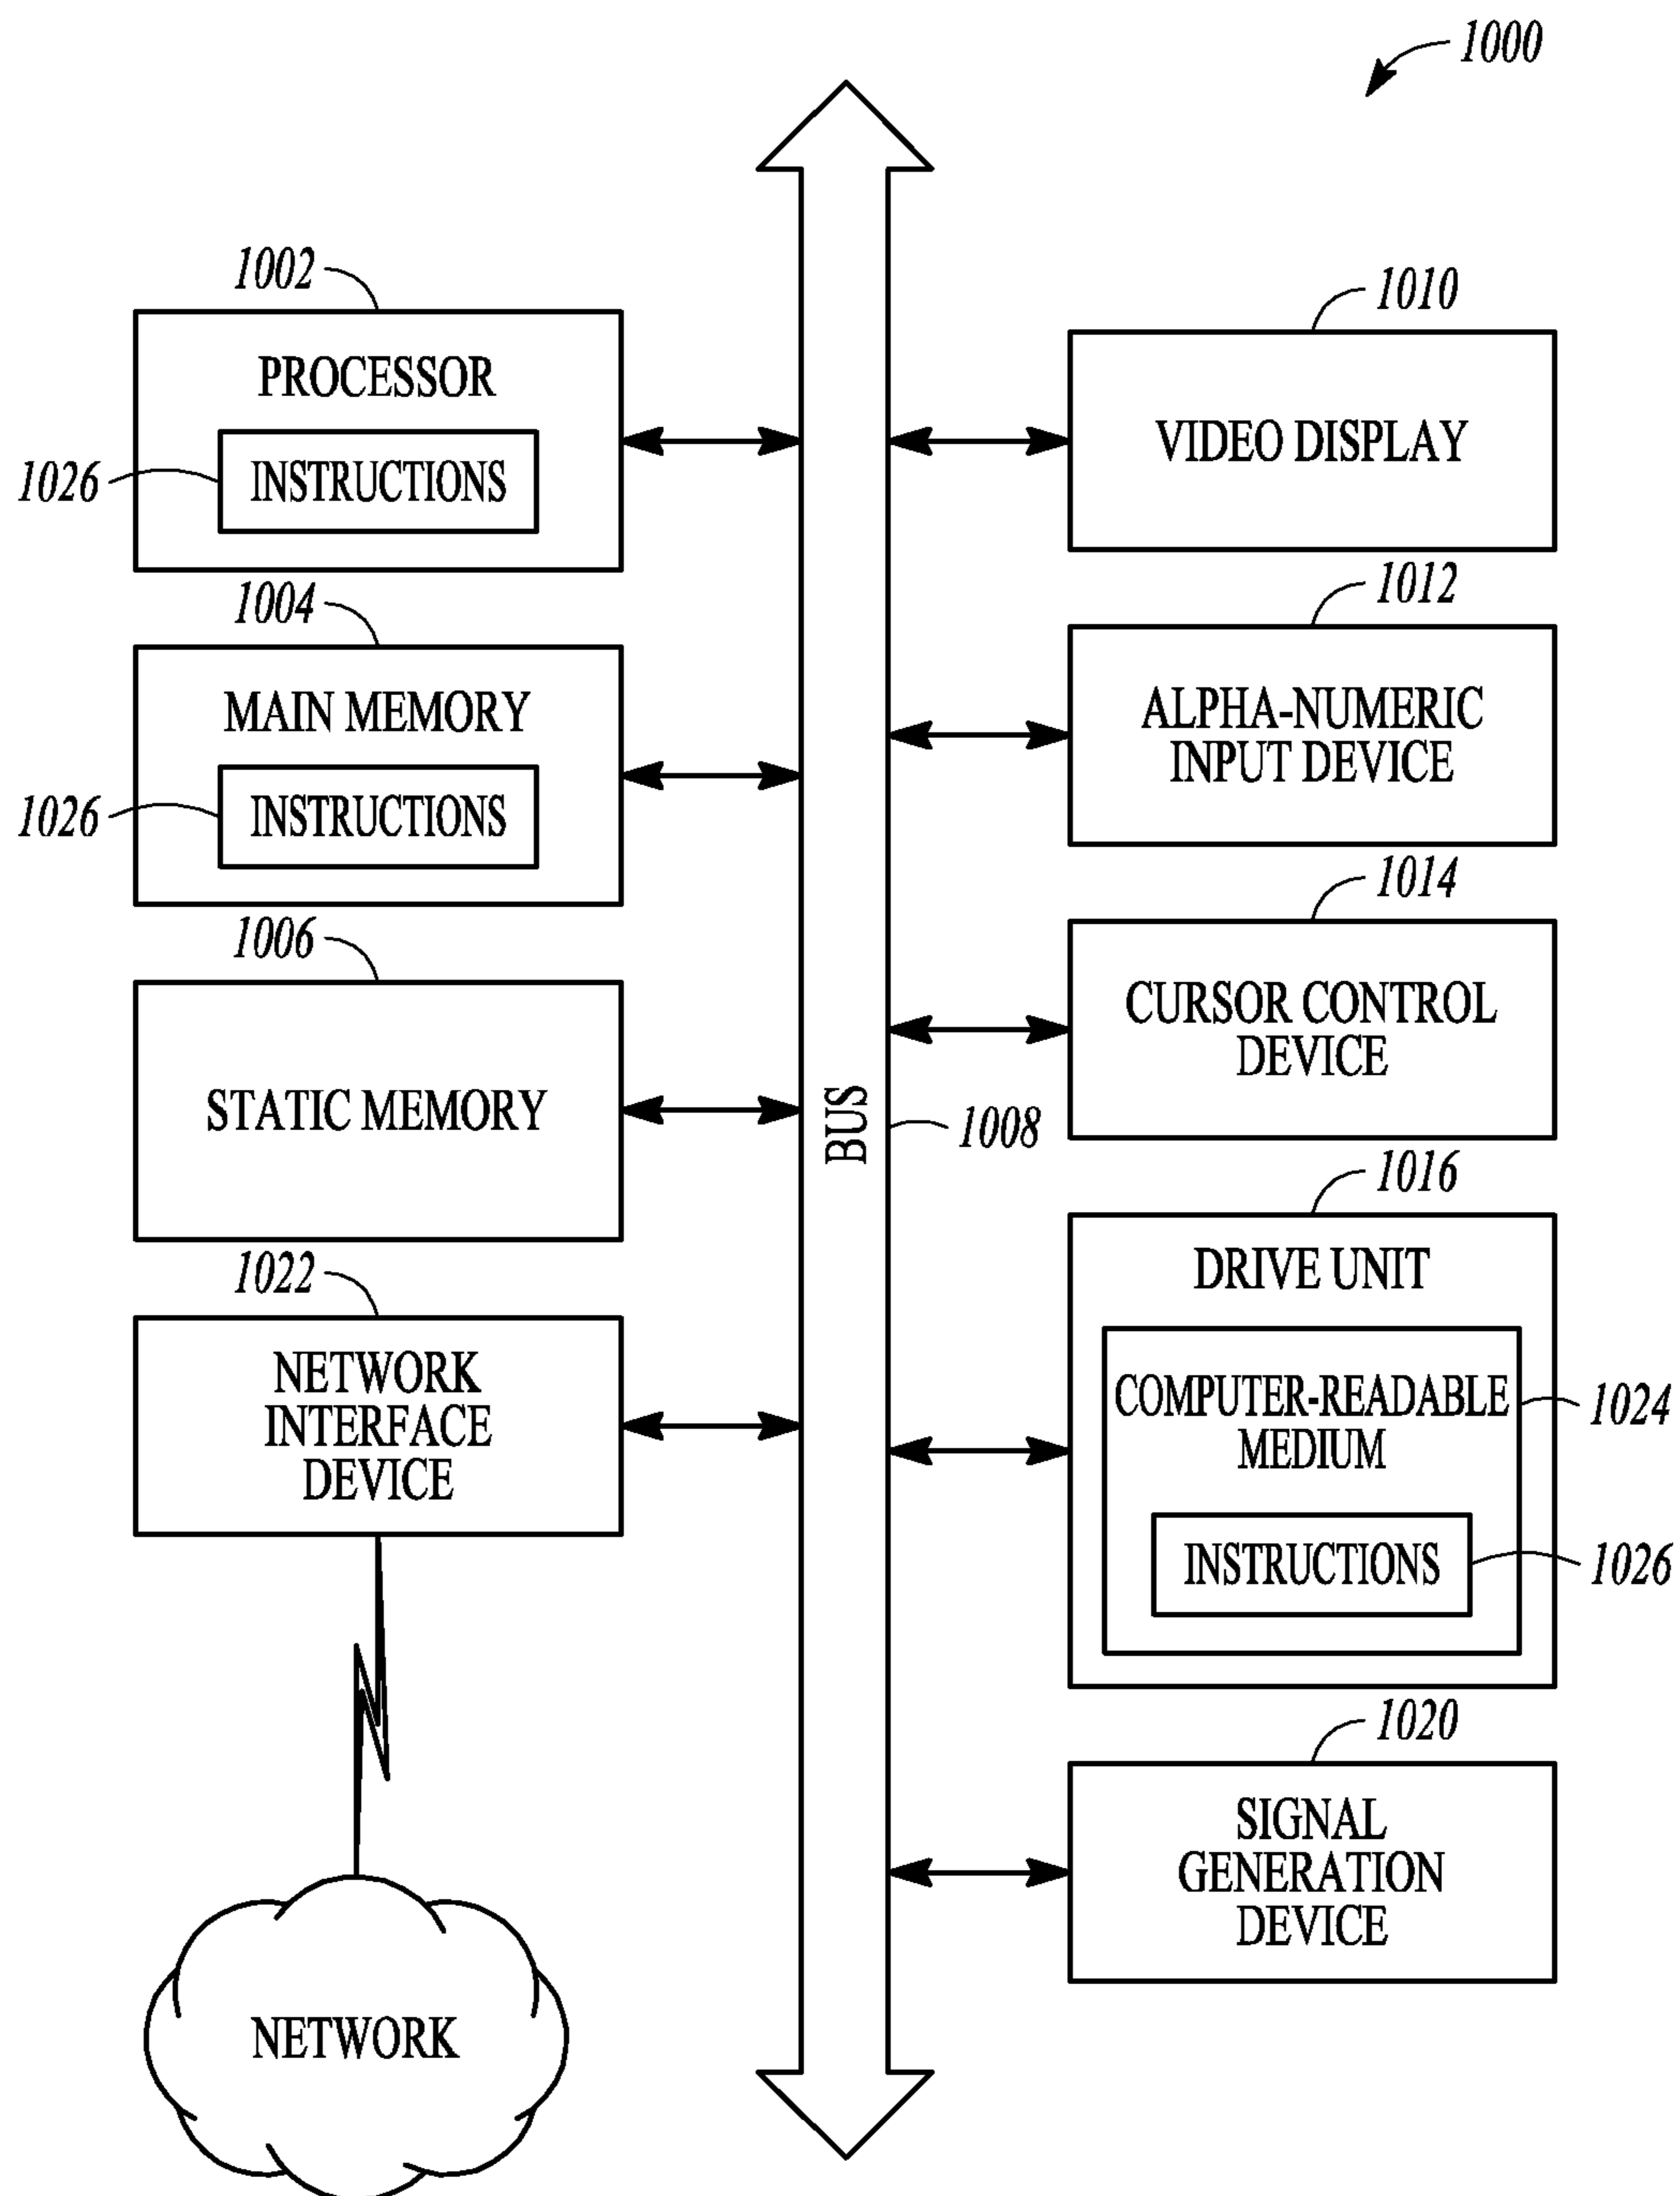 1000
1002
PROCESSOR
1026
INSTRUCTIONS
1004
MAIN MEMORY
1026
INSTRUCTIONS
1006
STATIC MEMORY
1022
NETWORK
INTERFACE
DEVICE
NETWORK
BUS
1008
1010
VIDEO DISPLAY
1012
ALPHA-NUMERIC
INPUT DEVICE
1014
CURSOR CONTROL
DEVICE
1016
DRIVE UNIT
COMPUTER-READABLE
MEDIUM
1024
INSTRUCTIONS
1026
1020
SIGNAL
GENERATION
DEVICE